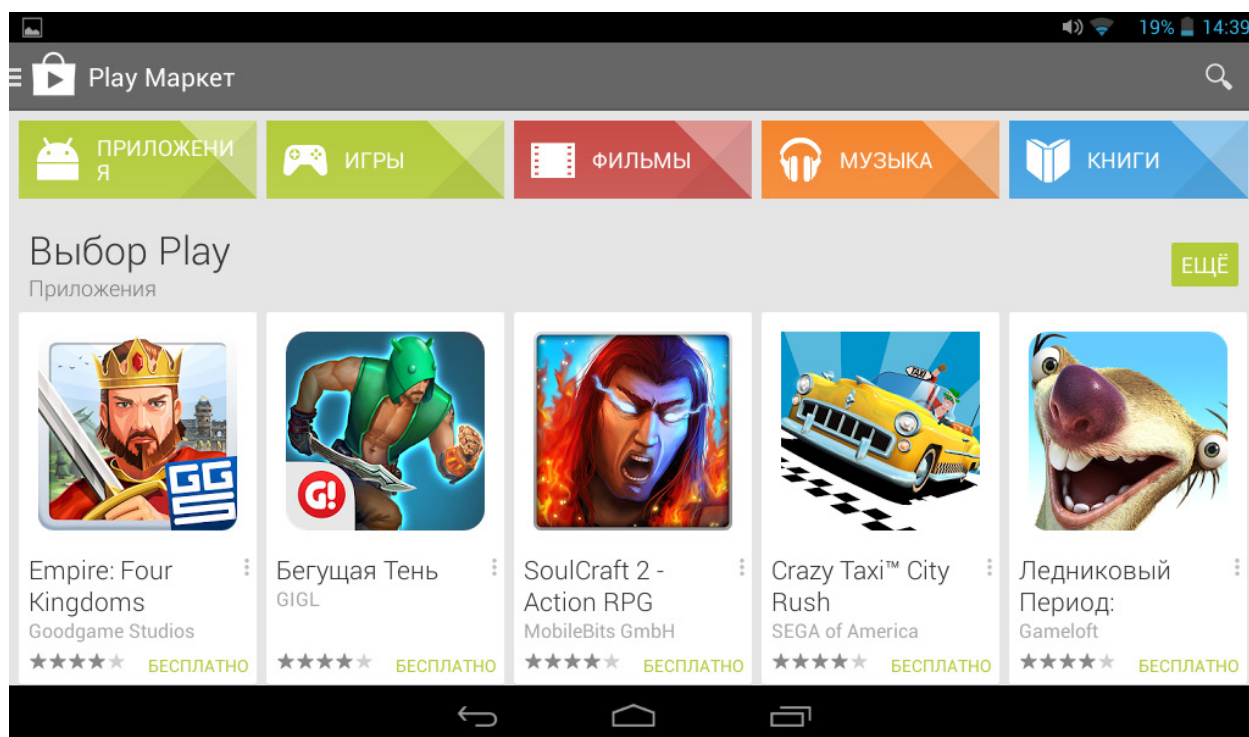 19% 14:39
Play Маркет
ПРИЛОЖЕНИ
Я
ИГРЫ
ФИЛЬМЫ
МУЗЫКА
КНИГИ
Выбор Play
ЕЩЁ
Приложения
TAXI
GGS
G!
Empire: Four
Kingdoms
Goodgame Studios
БЕСПЛАТНО
Бегущая Тень
GIGL
БЕСПЛАТНО
SoulCraft 2 -
Action RPG
MobileBits GmbH
БЕСПЛАТНО
Crazy Taxi™ City
Rush
SEGA of America
БЕСПЛАТНО
Ледниковый
Период:
Gameloft
БЕСПЛАТНО